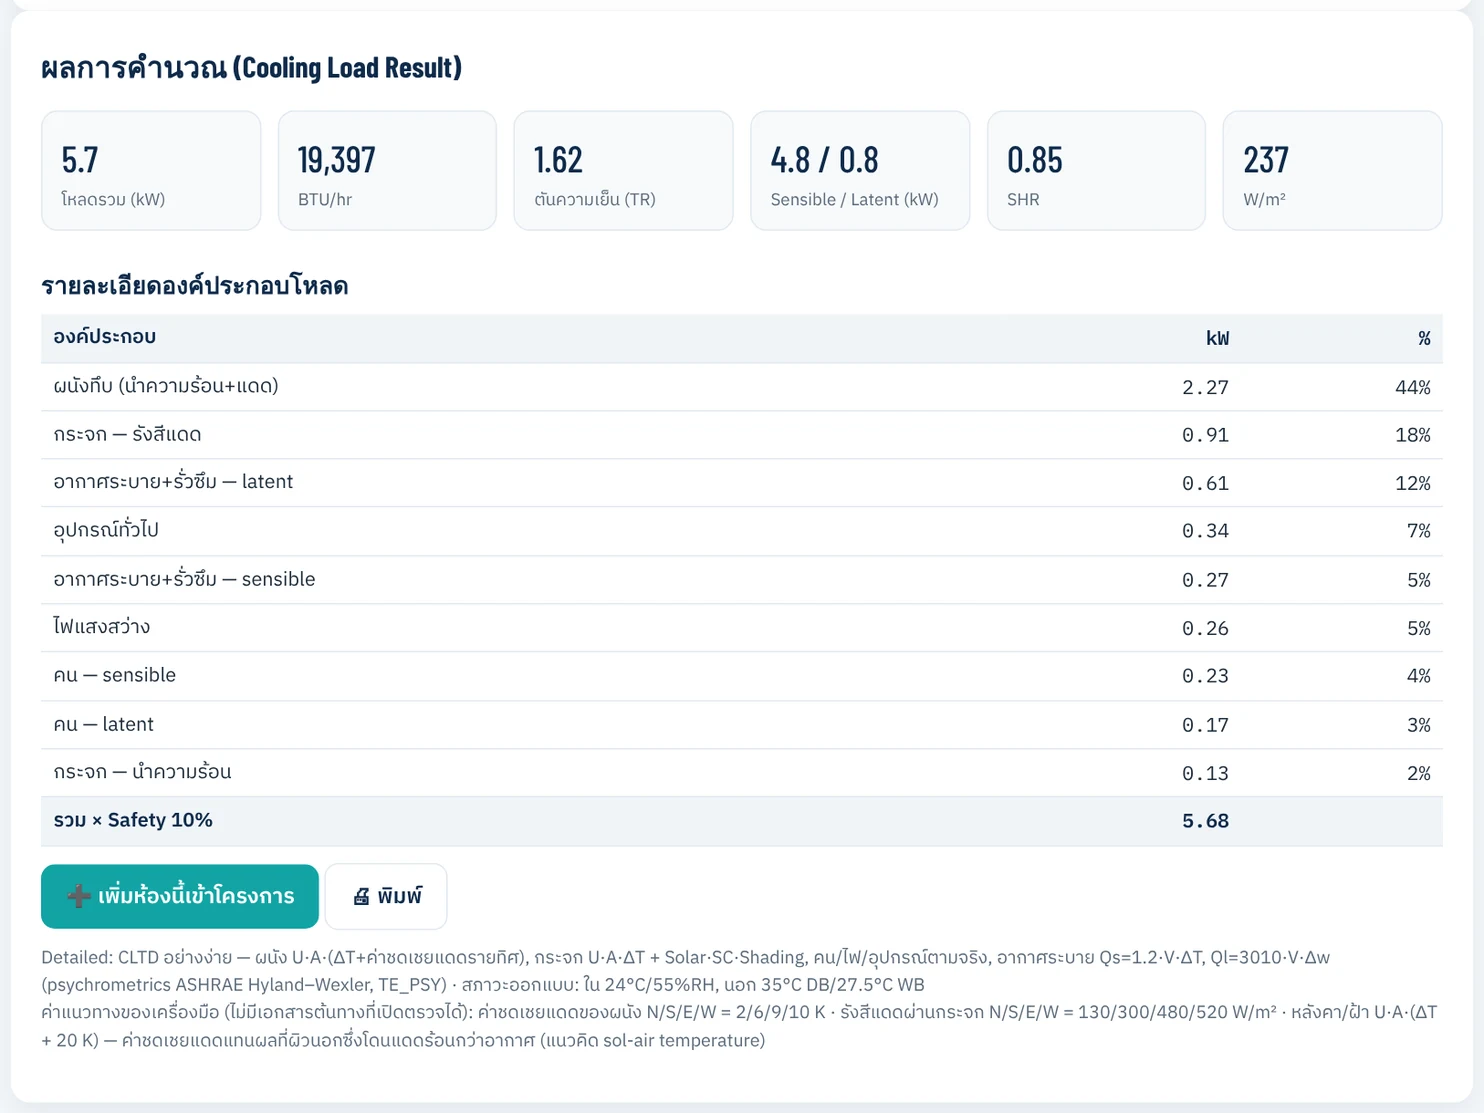 ผลการคำนวณ (Cooling Load Result)
5.7
โหลดรวม (kW)
19,397
BTU/hr
1.62
ตันความเย็น (TR)
4.8 / 0.8
Sensible / Latent (kW)
0.85
SHR
237
W/m²
รายละเอียดองค์ประกอบโหลด
องค์ประกอบ kW %
ผนังทึบ (นำความร้อน+แดด) 2.27 44%
กระจก — รังสีแดด 0.91 18%
อากาศระบาย+รั่วซึม — latent 0.61 12%
อุปกรณ์ทั่วไป 0.34 7%
อากาศระบาย+รั่วซึม — sensible 0.27 5%
ไฟแสงสว่าง 0.26 5%
คน — sensible 0.23 4%
คน — latent 0.17 3%
กระจก — นำความร้อน 0.13 2%
รวม × Safety 10% 5.68
➕ เพิ่มห้องนี้เข้าโครงการ
🖨 พิมพ์
Detailed: CLTD อย่างง่าย — ผนัง U·A·(ΔT+ค่าชดเชยแดดรายทิศ), กระจก U·A·ΔT + Solar·SC·Shading, คน/ไฟ/อุปกรณ์ตามจริง, อากาศระบาย Qs=1.2·V·ΔT, Ql=3010·V·Δw
(psychrometrics ASHRAE Hyland–Wexler, TE_PSY) · สภาวะออกแบบ: ใน 24°C/55%RH, นอก 35°C DB/27.5°C WB
ค่าแนวทางของเครื่องมือ (ไม่มีเอกสารต้นทางที่เปิดตรวจได้): ค่าชดเชยแดดของผนัง N/S/E/W = 2/6/9/10 K · รังสีแดดผ่านกระจก N/S/E/W = 130/300/480/520 W/m² · หลังคา/ฝ้า U·A·(ΔT
+ 20 K) — ค่าชดเชยแดดแทนผลที่ผิวนอกซึ่งโดนแดดร้อนกว่าอากาศ (แนวคิด sol-air temperature)